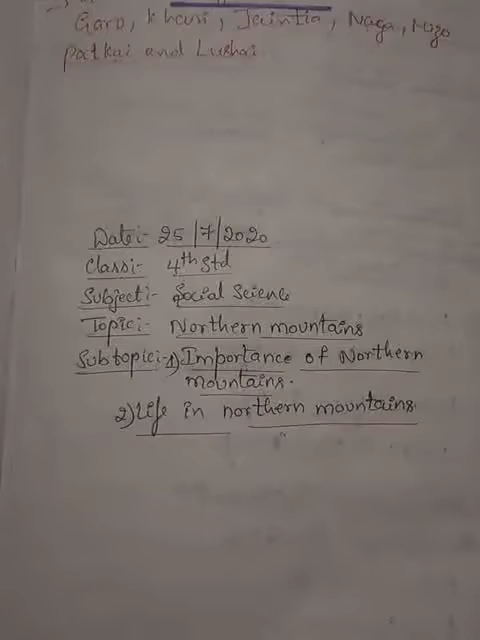 Garo, Khasi, Jaintia, Naga, Mizo
Patkai and Lushai
Date:- 25/7/2020
Class:- 4th Std
Subject:- Social Science
Topic:- Northern mountains
Subtopic:- 1) Importance of Northern
mountains.
2) Life in northern mountains.